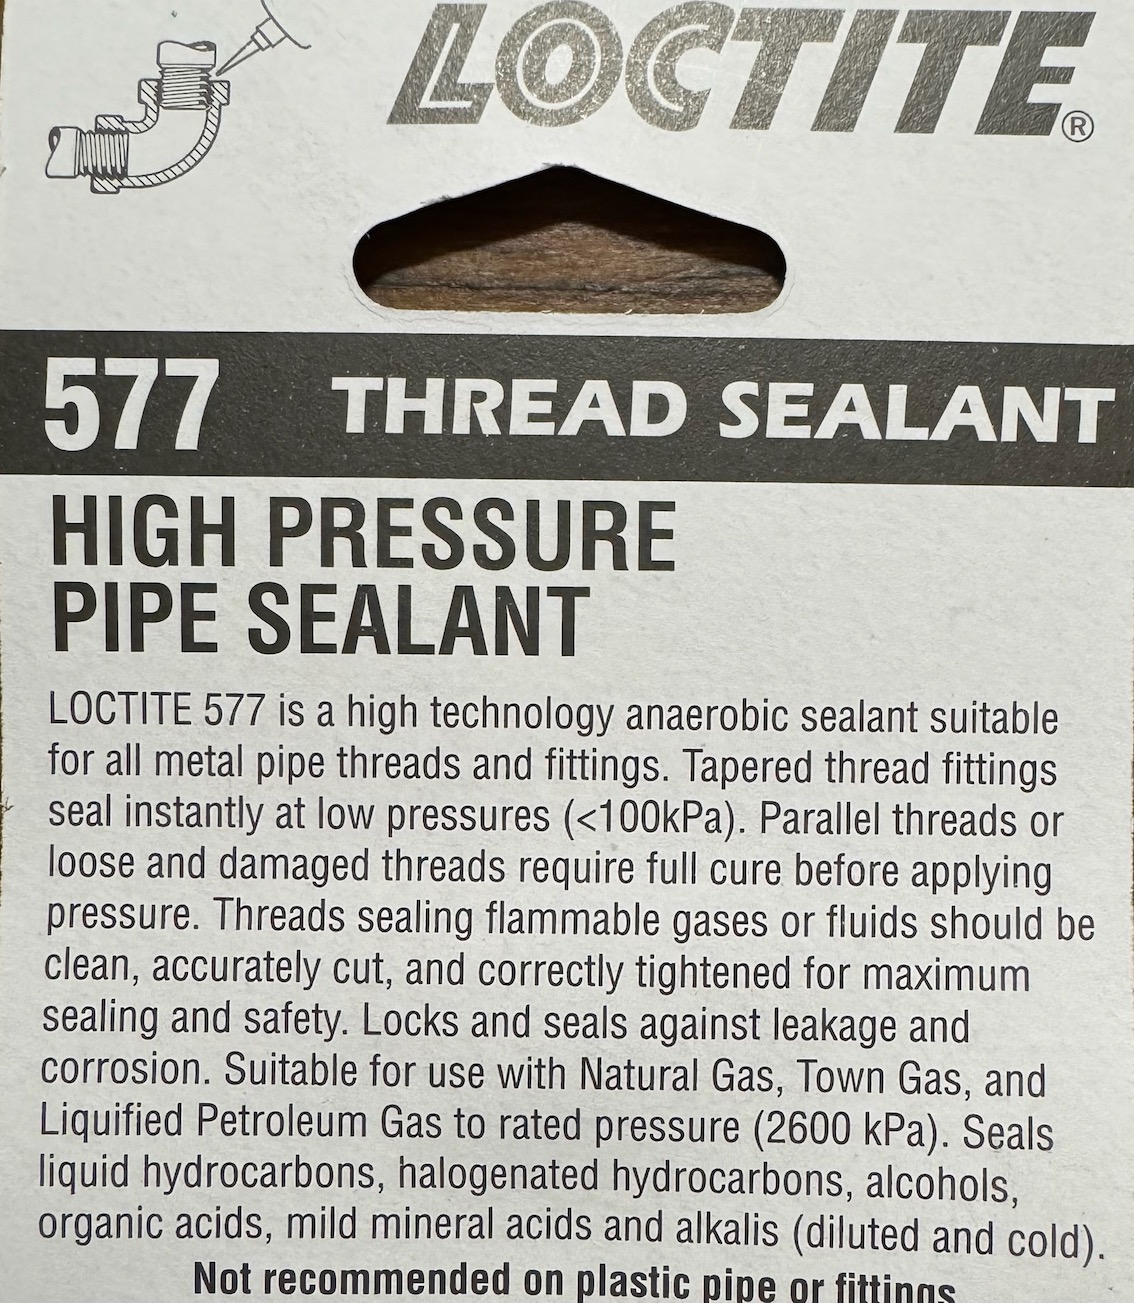 LOCTITE®
577 THREAD SEALANT
HIGH PRESSURE
PIPE SEALANT
LOCTITE 577 is a high technology anaerobic sealant suitable
for all metal pipe threads and fittings. Tapered thread fittings
seal instantly at low pressures (<100kPa). Parallel threads or
loose and damaged threads require full cure before applying
pressure. Threads sealing flammable gases or fluids should be
clean, accurately cut, and correctly tightened for maximum
sealing and safety. Locks and seals against leakage and
corrosion. Suitable for use with Natural Gas, Town Gas, and
Liquified Petroleum Gas to rated pressure (2600 kPa). Seals
liquid hydrocarbons, halogenated hydrocarbons, alcohols,
organic acids, mild mineral acids and alkalis (diluted and cold).
Not recommended on plastic pipe or fittings